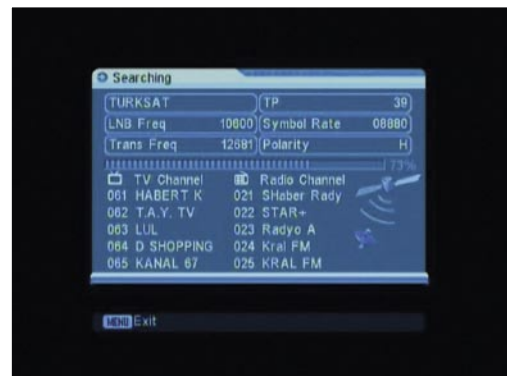 Searching
TURKSAT TP 39
LNB Freq 10600 Symbol Rate 08880
Trans Freq 12681 Polarity H
73%
TV Channel Radio Channel
061 HABERT K 021 SHaber Rady
062 T.A.Y. TV 022 STAR+
063 LUL 023 Radyo A
064 D SHOPPING 024 Kral FM
065 KANAL 67 025 KRAL FM
MENU Exit